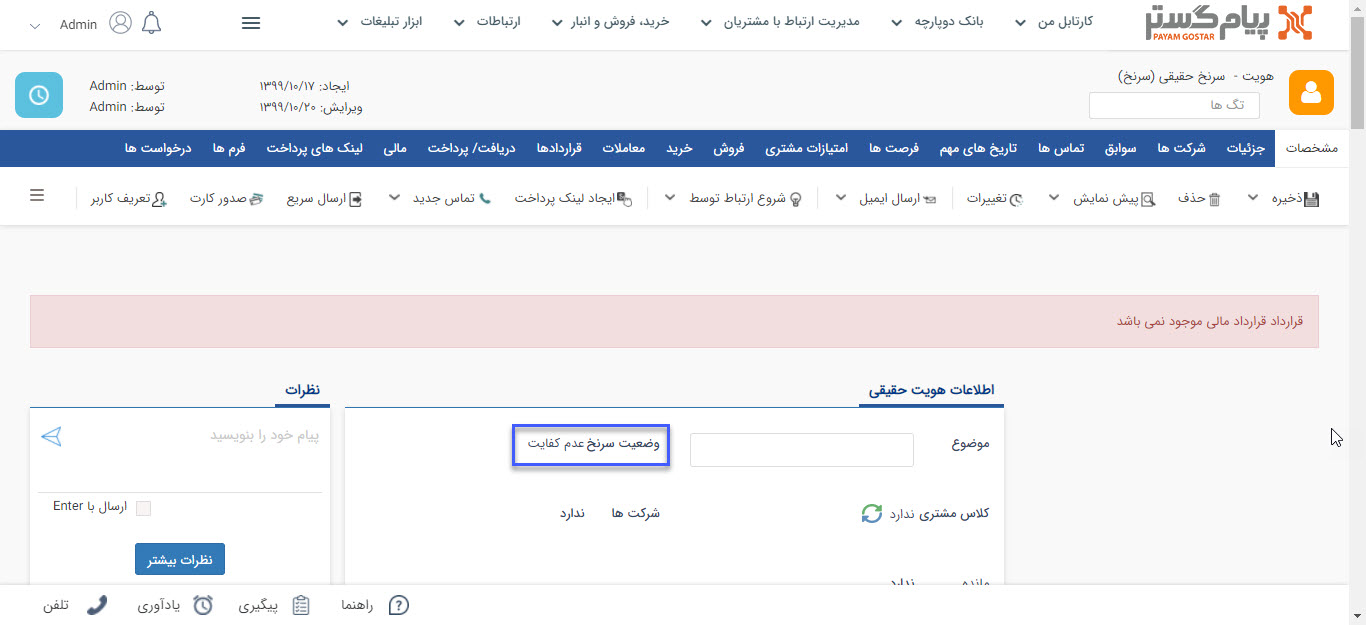 پیام گستر
PAYAM GOSTAR
کارتابل من
بانک دوپارچه
مدیریت ارتباط با مشتریان
خرید، فروش و انبار
ارتباطات
ابزار تبلیغات
Admin
هویت - سرنخ حقیقی (سرنخ)
تگ ها
ایجاد: ۱۳۹۹/۱۰/۱۷ توسط: Admin
ویرایش: ۱۳۹۹/۱۰/۲۰ توسط: Admin
مشخصات جزئیات شرکت ها سوابق تماس ها تاریخ های مهم فرصت ها امتیازات مشتری فروش خرید معاملات قراردادها دریافت/ پرداخت مالی لینک های پرداخت فرم ها درخواست ها
ذخیره حذف پیش نمایش تغییرات ارسال ایمیل شروع ارتباط توسط ایجاد لینک پرداخت تماس جدید ارسال سریع صدور کارت تعریف کاربر
قرارداد قرارداد مالی موجود نمی باشد
اطلاعات هویت حقیقی
موضوع
وضعیت سرنخ عدم کفایت
کلاس مشتری ندارد
شرکت ها ندارد
مانده ندارد
نظرات
پیام خود را بنویسید
ارسال با Enter
نظرات بیشتر
راهنما پیگیری یادآوری تلفن